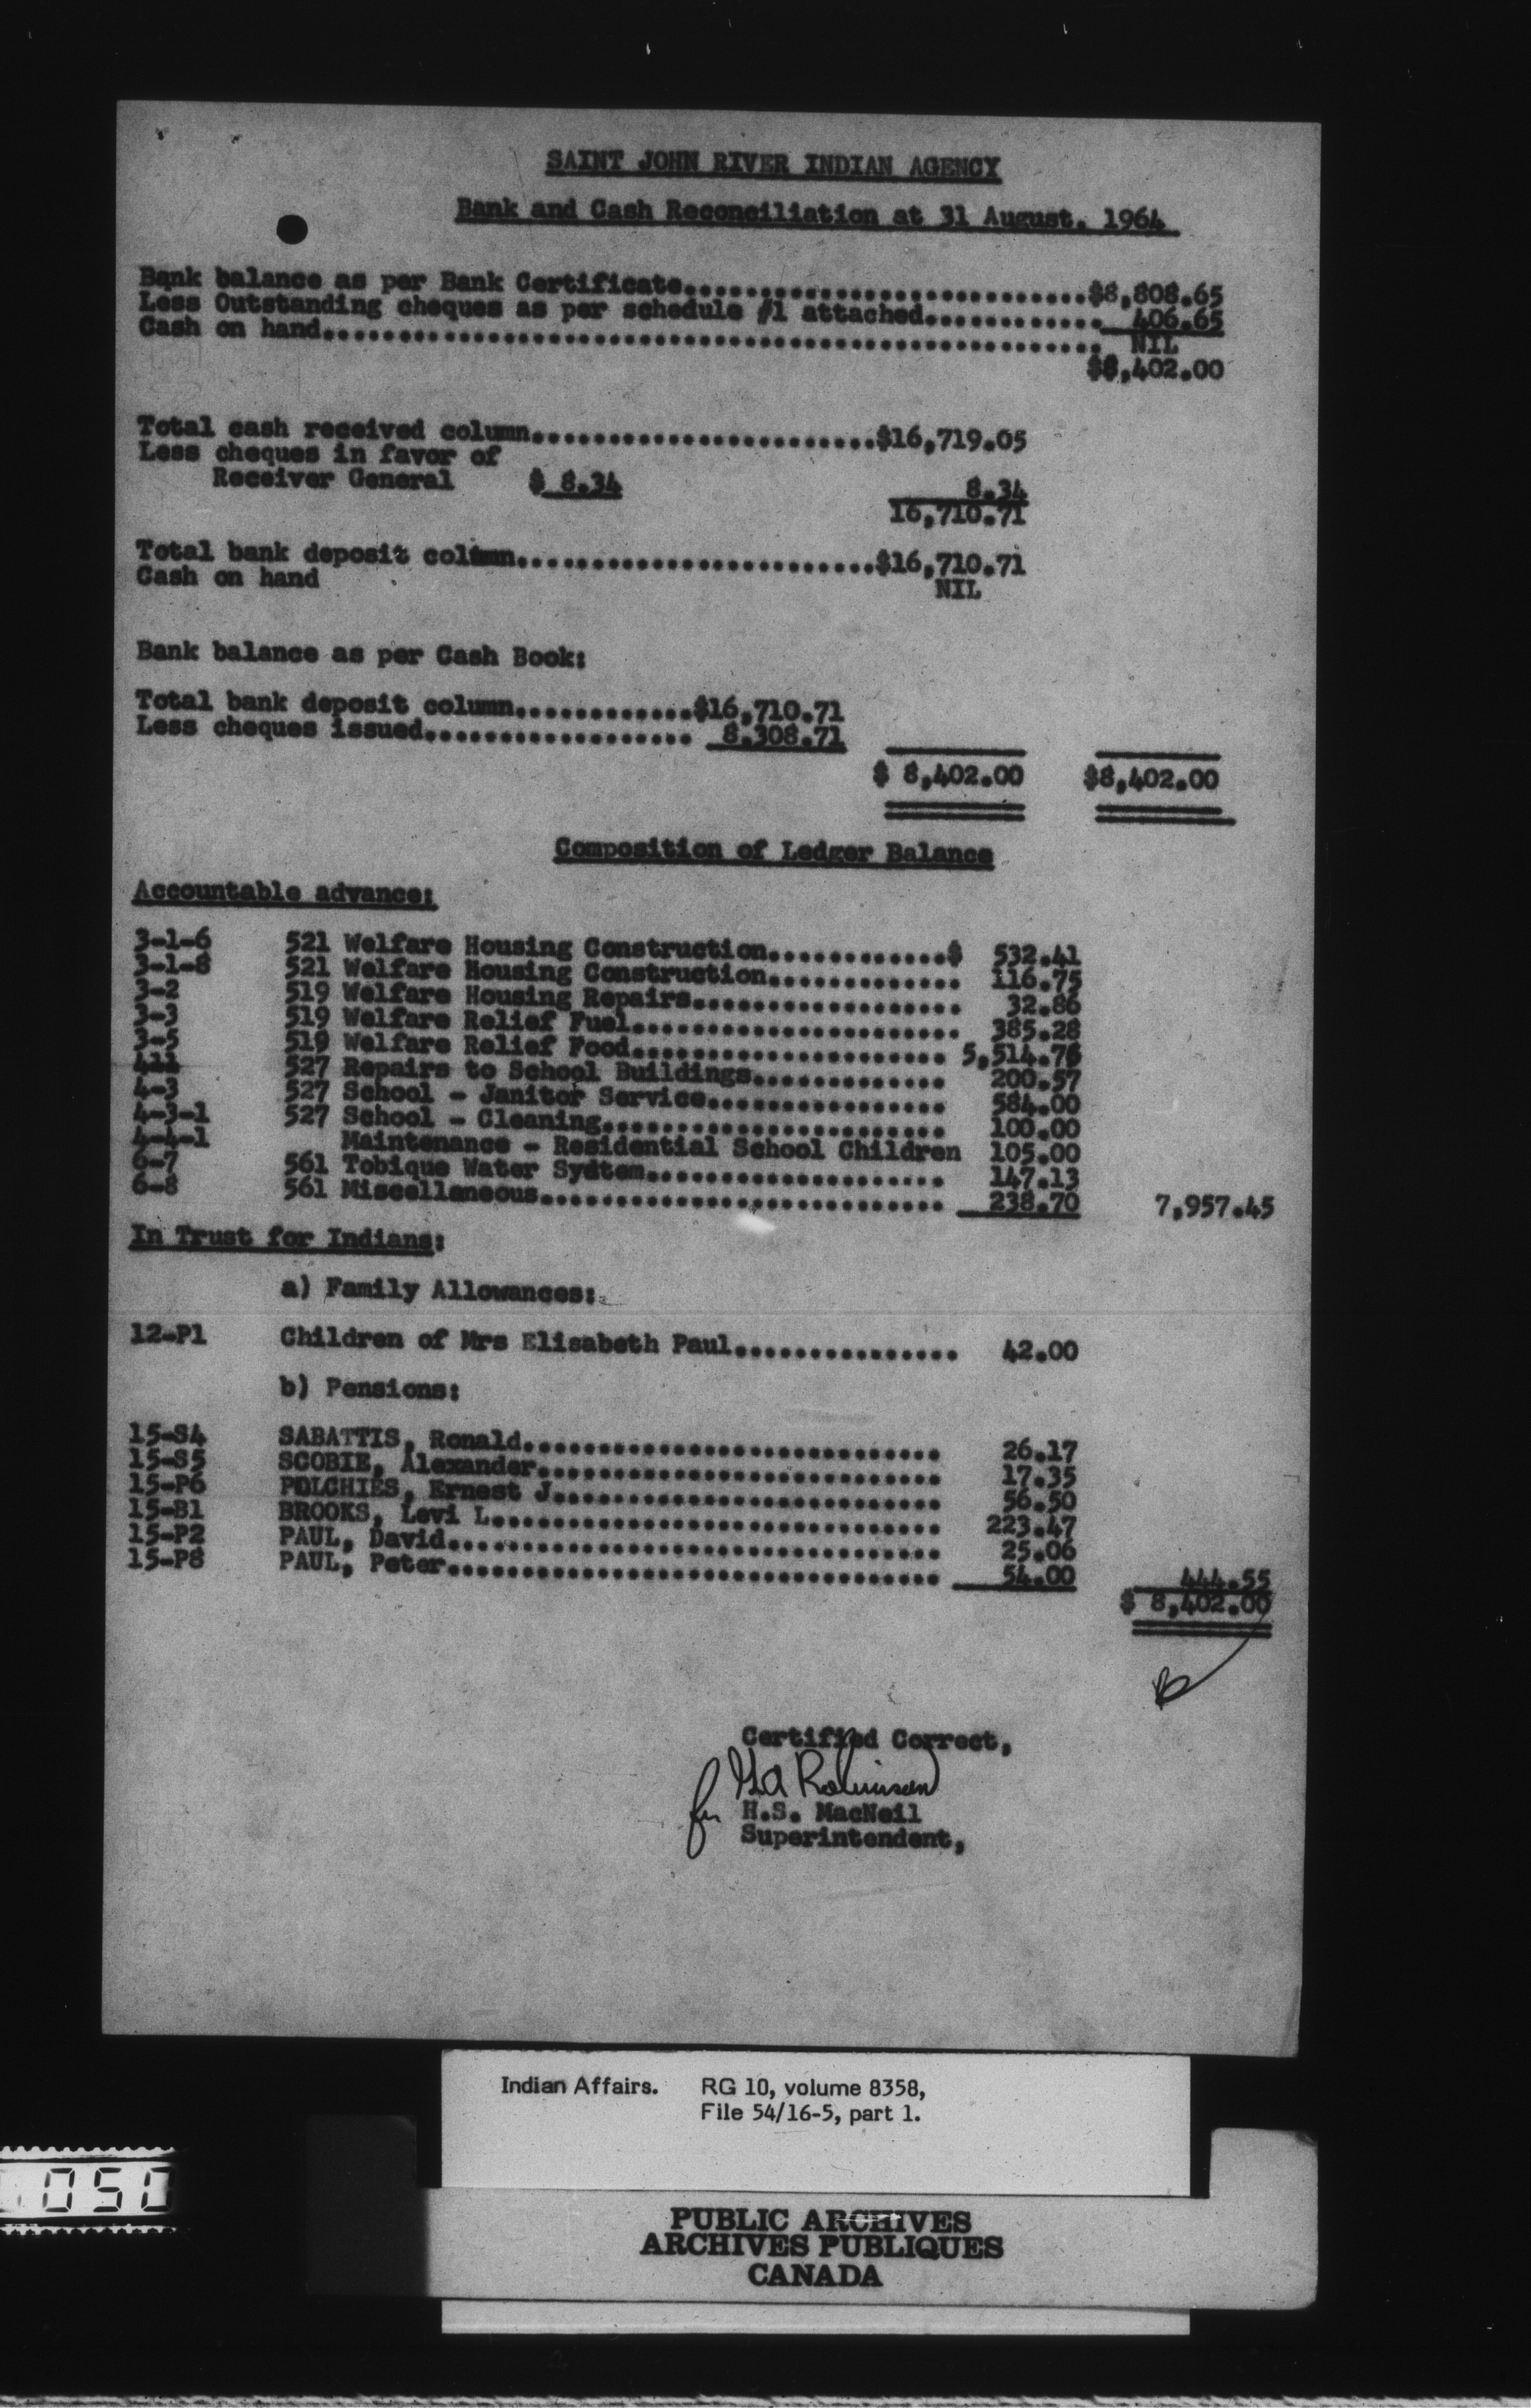 SAINT JOHN RIVER INDIAN AGENCY
Bank and Cash Reconciliation at 31 August. 1964
Bank balance as per Bank Certificate...........................$8,808.65
Less Outstanding cheques as per schedule #1 attached............ 406.65
Cash on hand.................................................... NIL
$8,402.00
Total cash received column.......................$16,719.05
Less cheques in favor of
Receiver General $ 8.34 8.34
16,710.71
Total bank deposit column........................$16,710.71
Cash on hand NIL
Bank balance as per Cash Book:
Total bank deposit column............$16,710.71
Less cheques issued.................. 8.308.71
$ 8,402.00 $8,402.00
Composition of Ledger Balance
Accountable advance:
3-1-6 521 Welfare Housing Construction............$ 532.41
3-1-8 521 Welfare Housing Construction............. 116.75
3-2 519 Welfare Housing Repairs.................. 32.86
3-3 519 Welfare Relief Fuel...................... 385.28
3-5 519 Welfare Relief Food..................... 5,514.76
527 Repairs to School Buildings............. 200.57
4-3 527 School - Janitor Service................ 584.00
4-3-1 527 School - Cleaning....................... 100.00
4-4-1 Maintenance - Residential School Children 105.00
6-7 561 Tobique Water Sydtem.................... 147.13
6-8 561 Miscellaneous........................... 238.70 7,957.45
In Trust for Indians:
a) Family Allowances:
12-P1 Children of Mrs Elisabeth Paul............... 42.00
b) Pensions:
15-S4 SABATTIS, Ronald............................ 26.17
15-S5 SCOBIE, Alexander........................... 17.35
15-P6 POLCHIES, Ernest J.......................... 56.50
15-B1 BROOKS, Levi L.............................. 223.47
15-P2 PAUL, David................................. 25.06
15-P8 PAUL, Peter................................. 54.00 444.55
$ 8,402.00
Certified Correct,
for Robinson
H.S. MacNeil
Superintendent,
Indian Affairs. RG 10, volume 8358,
File 54/16-5, part 1.
050
PUBLIC ARCHIVES
ARCHIVES PUBLIQUES
CANADA